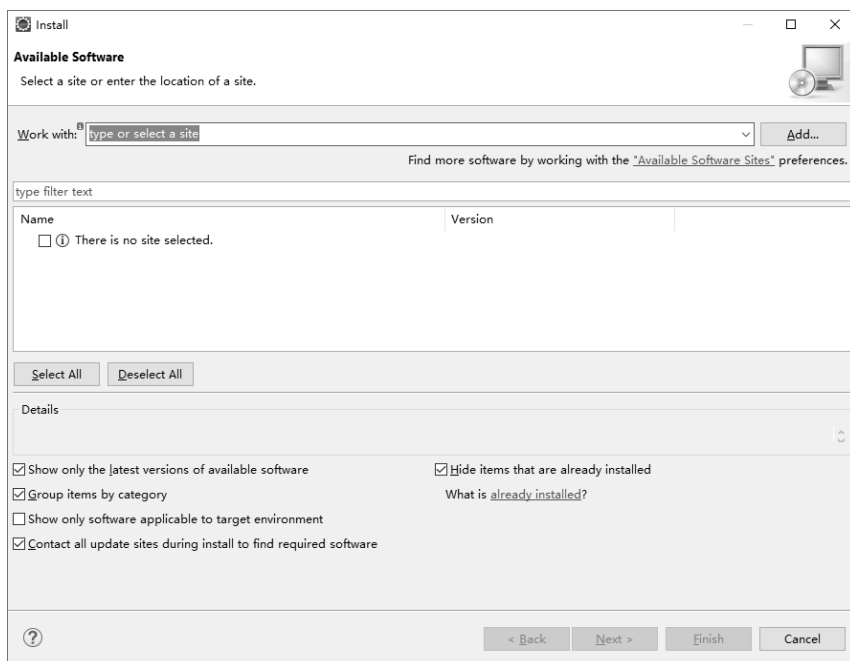 Install
Available Software
Select a site or enter the location of a site.
Work with: type or select a site
Add...
Find more software by working with the "Available Software Sites" preferences.
type filter text
Name Version
There is no site selected.
Select All Deselect All
Details
Show only the latest versions of available software Hide items that are already installed
Group items by category What is already installed?
Show only software applicable to target environment
Contact all update sites during install to find required software
? < Back Next > Finish Cancel